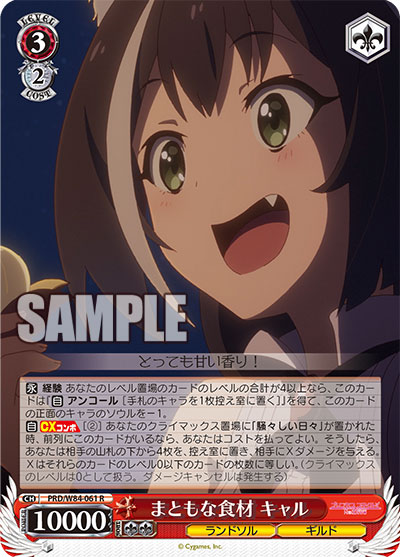 LEVEL
3
2
COST
SAMPLE
とっても甘い香り！
永 経験 あなたのレベル置場のカードのレベルの合計が4以上なら、このカー
ドは『自 アンコール ［手札のキャラを1枚控え室に置く］』を得て、このカード
の正面のキャラのソウルを－1。
自 CXコンボ ［②］ あなたのクライマックス置場に「騒々しい日々」が置かれ
た時、前列にこのカードがいるなら、あなたはコストを払ってよい。そうしたら、
あなたは相手の山札の下から4枚を、控え室に置き、相手にXダメージを与える。
Xはそれらのカードのレベル0以下のカードの枚数に等しい。（クライマックス
のレベルは0として扱う。ダメージキャンセルは発生する）
CH PRD/W84-061 R
10000
まともな食材 キャル
ランドソル
ギルド
© Cygames, Inc.